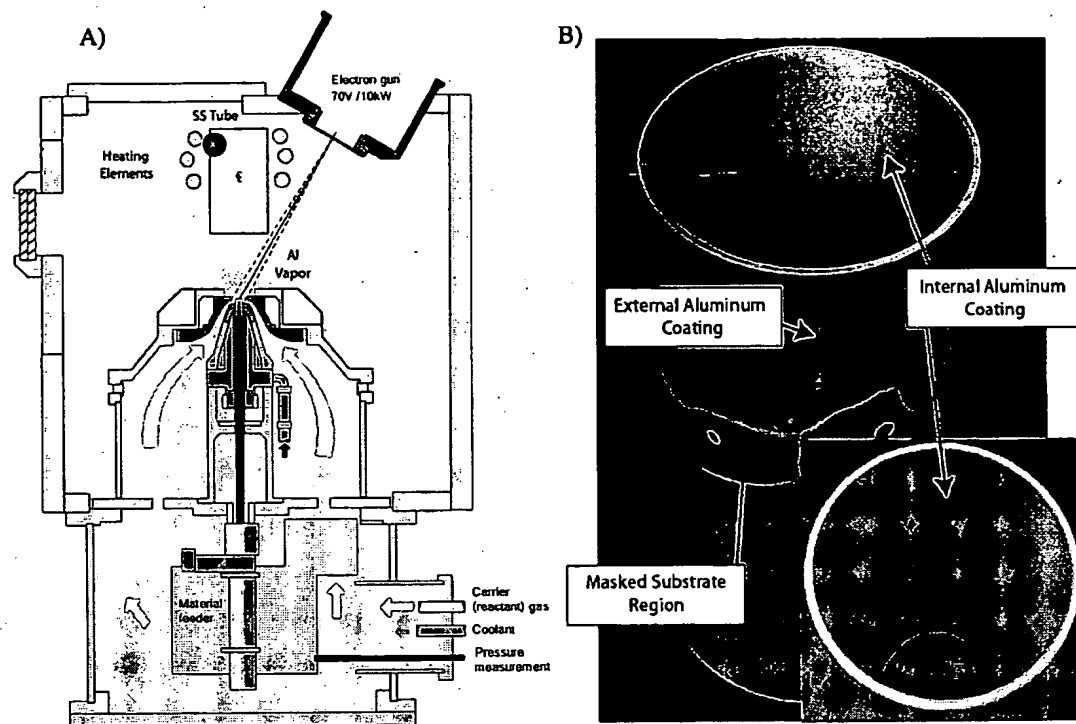 A)
Electron gun
70V /10kW
SS Tube
x
Heating
Elements
Al
Vapor
Material
feeder
Carrier
(reactant) gas
Coolant
Pressure
measurement
B)
Internal Aluminum
Coating
External Aluminum
Coating
Masked Substrate
Region